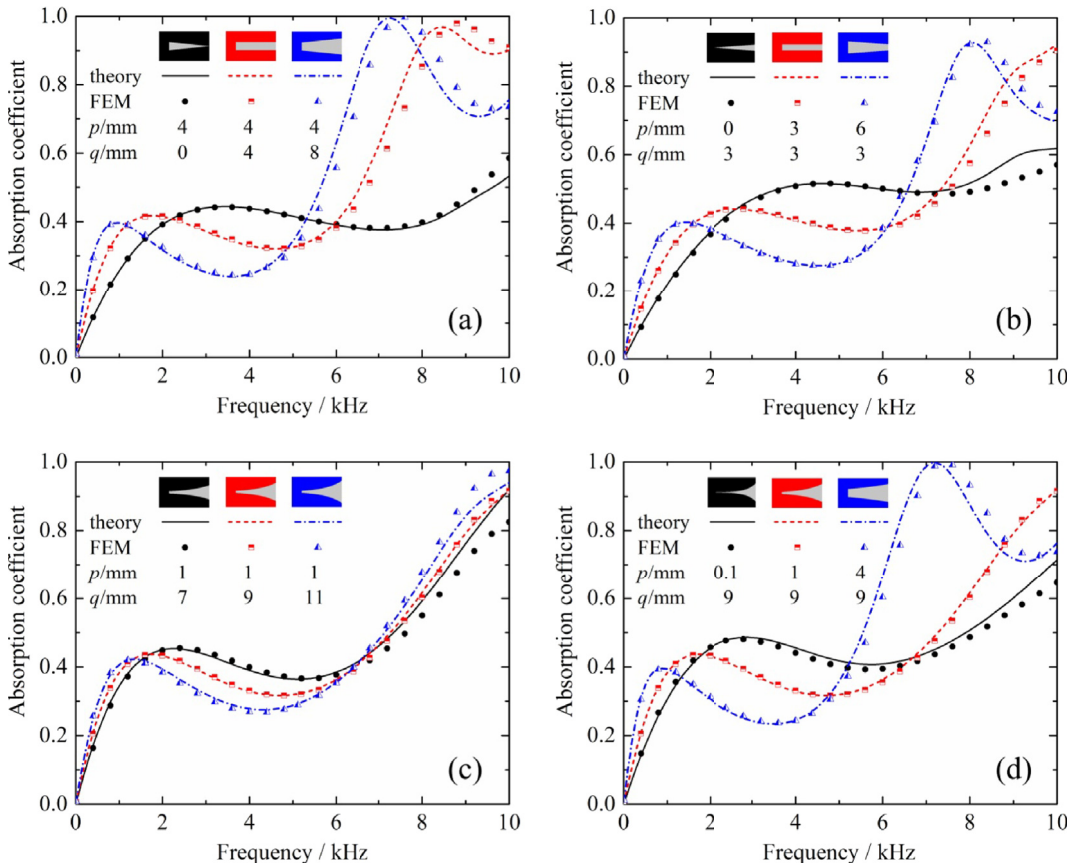 1.0
0.8
0.6
0.4
0.2
0.0
Absorption coefficient
theory
FEM
p/mm 4 4 4
q/mm 0 4 8
(a)
0 2 4 6 8 10
Frequency / kHz
1.0
0.8
0.6
0.4
0.2
0.0
Absorption coefficient
theory
FEM
p/mm 0 3 6
q/mm 3 3 3
(b)
0 2 4 6 8 10
Frequency / kHz
1.0
0.8
0.6
0.4
0.2
0.0
Absorption coefficient
theory
FEM
p/mm 1 1 1
q/mm 7 9 11
(c)
0 2 4 6 8 10
Frequency / kHz
1.0
0.8
0.6
0.4
0.2
0.0
Absorption coefficient
theory
FEM
p/mm 0.1 1 4
q/mm 9 9 9
(d)
0 2 4 6 8 10
Frequency / kHz